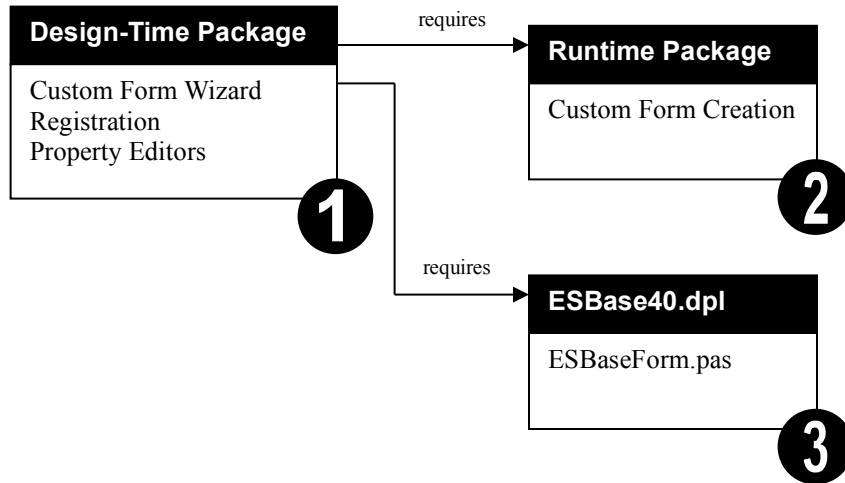 Design-Time Package
Custom Form Wizard
Registration
Property Editors
1
requires
Runtime Package
Custom Form Creation
2
requires
ESBase40.dpl
ESBaseForm.pas
3